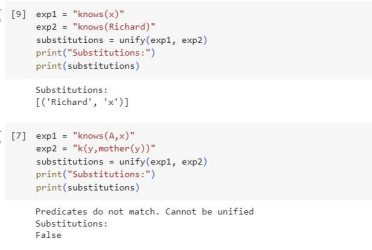 [9] exp1 = "knows(x)"
exp2 = "knows(Richard)"
substitutions = unify(exp1, exp2)
print("Substitutions:")
print(substitutions)
Substitutions:
[('Richard', 'x')]
[7] exp1 = "knows(A,x)"
exp2 = "k(y,mother(y))"
substitutions = unify(exp1, exp2)
print("Substitutions:")
print(substitutions)
Predicates do not match. Cannot be unified
Substitutions:
False